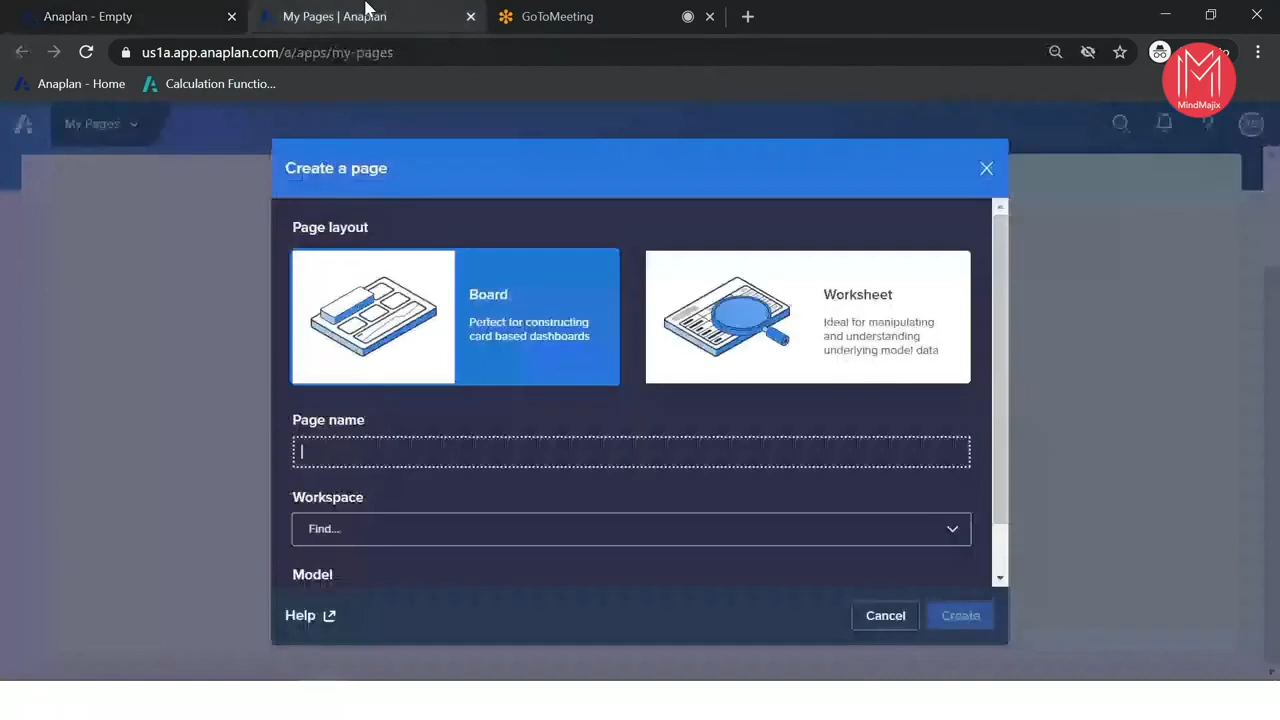 Anaplan - Empty
My Pages | Anaplan
GoToMeeting
us1a.app.anaplan.com/a/apps/my-pages
Anaplan - Home
Calculation Functio...
MindMajix
My Pages
Create a page
Page layout
Board
Perfect for constructing
card based dashboards
Worksheet
Ideal for manipulating
and understanding
underlying model data
Page name
Workspace
Find...
Model
Help
Cancel
Create